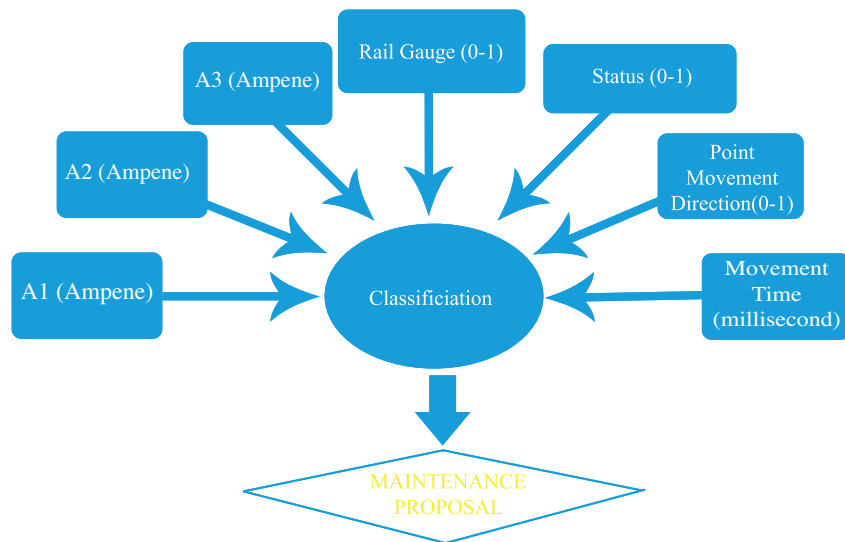 Rail Gauge (0-1)
A3 (Ampene)
Status (0-1)
A2 (Ampene)
Point
Movement
Direction(0-1)
A1 (Ampene)
Movement
Time
(millisecond)
Classificiation
MAINTENANCE
PROPOSAL